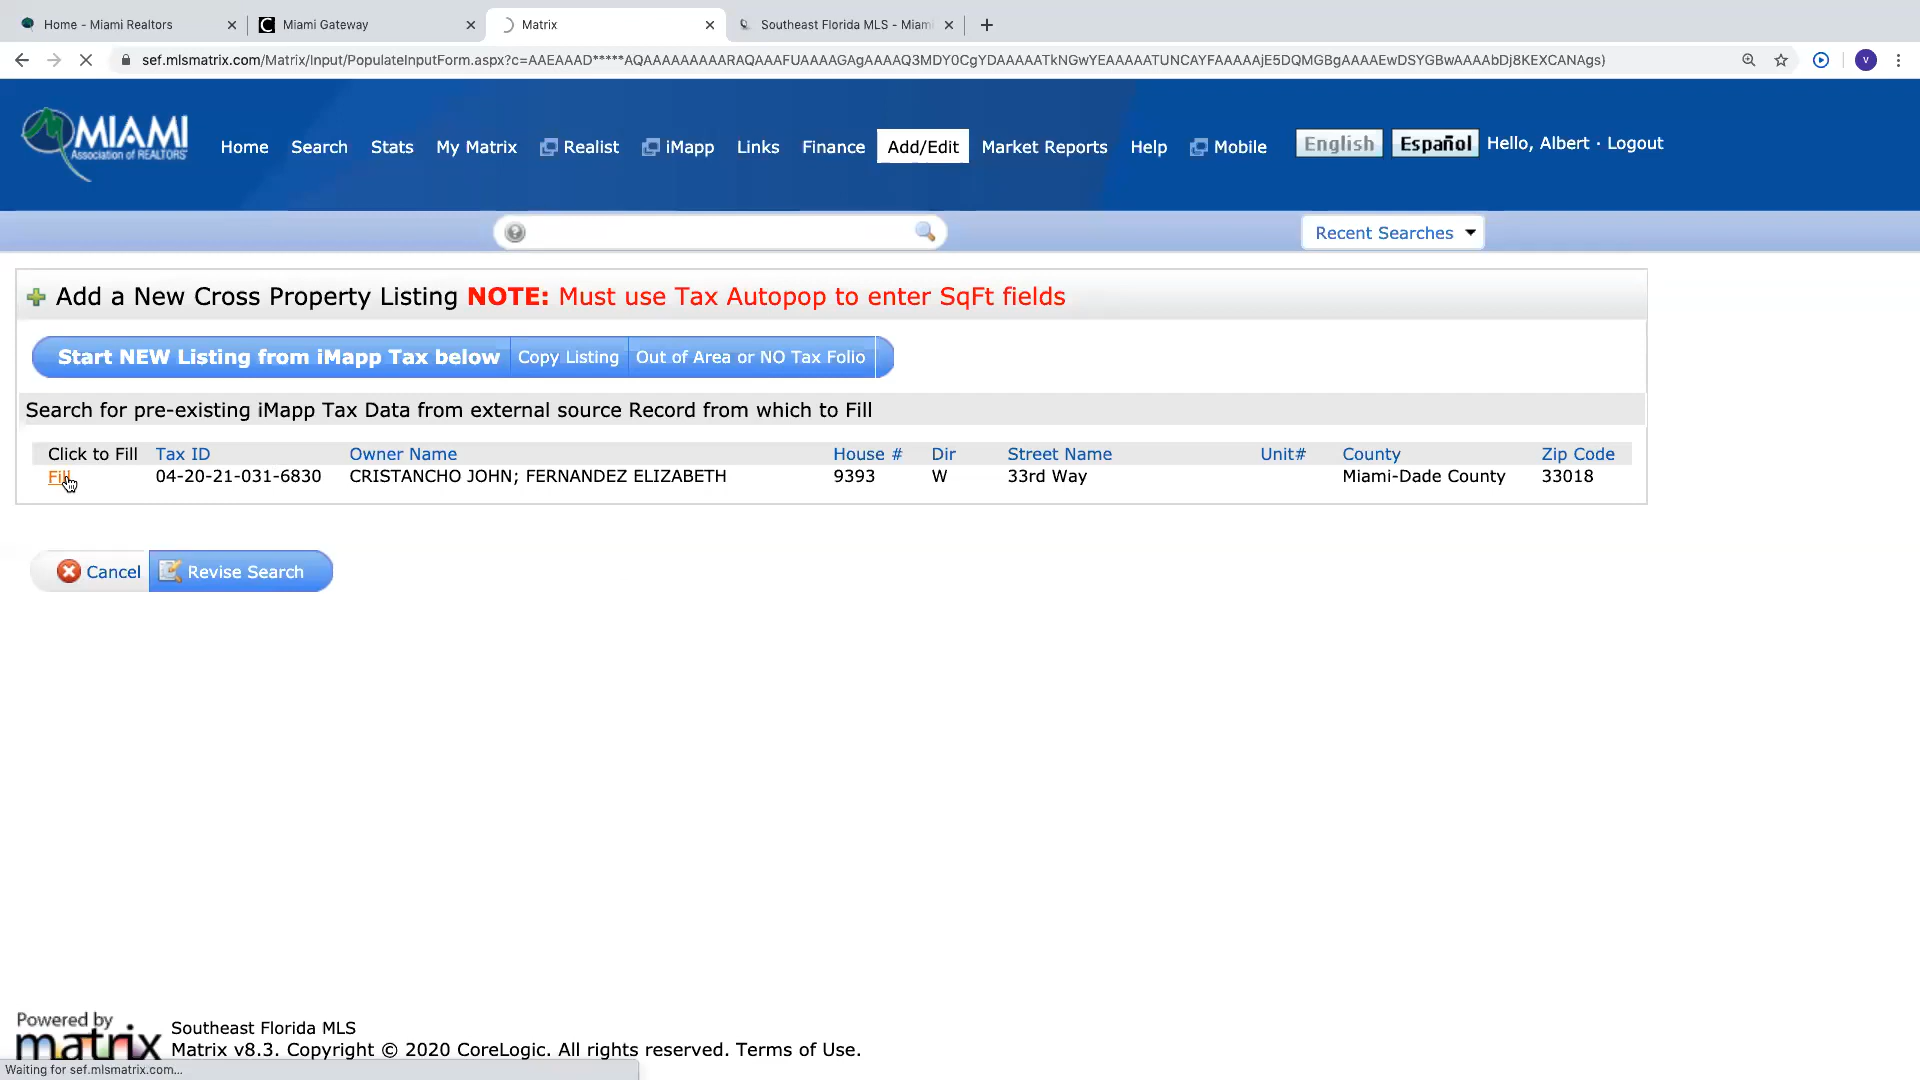 Home - Miami Realtors
Miami Gateway
Matrix
Southeast Florida MLS - Miami
sef.mlsmatrix.com/Matrix/Input/PopulateInputForm.aspx?c=AAEAAAD*****AQAAAAAAAAARAQAAAFUAAAAGAgAAAAQ3MDY0CgYDAAAAATkNGwYEAAAAATUNCAYFAAAAAjE5DQMGBgAAAAEwDSYGBwAAAAbDj8KEXCANAgs)
V
MIAMI
Association of REALTORS®
Home Search Stats My Matrix Realist iMapp Links Finance Add/Edit Market Reports Help Mobile English Español Hello, Albert · Logout
Recent Searches
Add a New Cross Property Listing NOTE: Must use Tax Autopop to enter SqFt fields
Start NEW Listing from iMapp Tax below Copy Listing Out of Area or NO Tax Folio
Search for pre-existing iMapp Tax Data from external source Record from which to Fill
Click to Fill Tax ID Owner Name House # Dir Street Name Unit# County Zip Code
Fill 04-20-21-031-6830 CRISTANCHO JOHN; FERNANDEZ ELIZABETH 9393 W 33rd Way Miami-Dade County 33018
Cancel Revise Search
Powered by
matrix
Southeast Florida MLS
Matrix v8.3. Copyright © 2020 CoreLogic. All rights reserved. Terms of Use.
Waiting for sef.mlsmatrix.com...